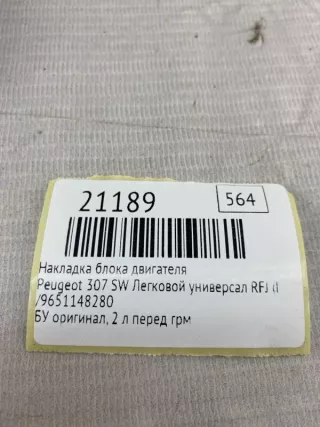 21189
564
Накладка блока двигателя
Peugeot 307 SW Легковой универсал RFJ
/9651148280
БУ оригинал, 2 л перед грм